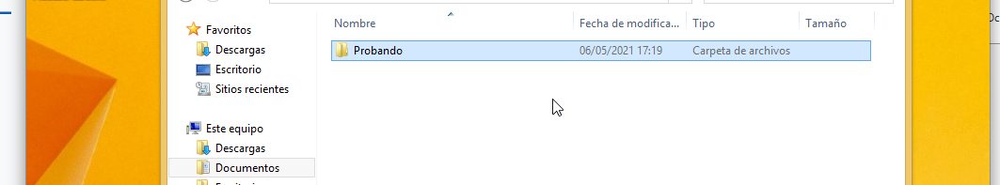 Nombre Fecha de modifica... Tipo Tamaño
Favoritos
Descargas
Escritorio
Sitios recientes
Este equipo
Descargas
Documentos
Probando 06/05/2021 17:19 Carpeta de archivos